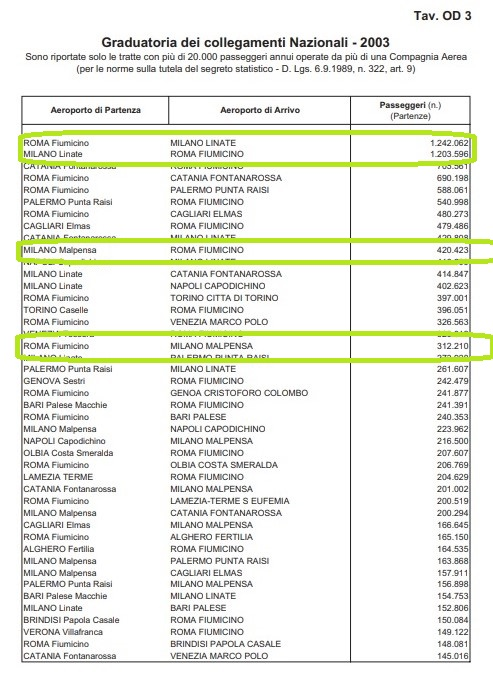 Tav. OD 3
Graduatoria dei collegamenti Nazionali - 2003
Sono riportate solo le tratte con più di 20.000 passeggeri annui operate da più di una Compagnia Aerea
(per le norme sulla tutela del segreto statistico - D. Lgs. 6.9.1989, n. 322, art. 9)
Aeroporto di Partenza Aeroporto di Arrivo Passeggeri (n.)
(Partenze)
ROMA Fiumicino MILANO LINATE 1.242.062
MILANO Linate ROMA FIUMICINO 1.203.596
CATANIA Fontanarossa ROMA FIUMICINO
ROMA Fiumicino CATANIA FONTANAROSSA 690.198
ROMA Fiumicino PALERMO PUNTA RAISI 588.061
PALERMO Punta Raisi ROMA FIUMICINO 540.998
ROMA Fiumicino CAGLIARI ELMAS 480.273
CAGLIARI Elmas ROMA FIUMICINO 479.486
CATANIA Fontanarossa MILANO LINATE
MILANO Malpensa ROMA FIUMICINO 420.423
MILANO Linate CATANIA FONTANAROSSA 414.847
MILANO Linate NAPOLI CAPODICHINO 402.623
ROMA Fiumicino TORINO CITTA DI TORINO 397.001
TORINO Caselle ROMA FIUMICINO 396.051
ROMA Fiumicino VENEZIA MARCO POLO 326.563
ROMA Fiumicino MILANO MALPENSA 312.210
MILANO Linate PALERMO PUNTA RAISI
PALERMO Punta Raisi MILANO LINATE 261.607
GENOVA Sestri ROMA FIUMICINO 242.479
ROMA Fiumicino GENOA CRISTOFORO COLOMBO 241.877
BARI Palese Macchie ROMA FIUMICINO 241.391
ROMA Fiumicino BARI PALESE 240.353
MILANO Malpensa NAPOLI CAPODICHINO 223.962
NAPOLI Capodichino MILANO MALPENSA 216.500
OLBIA Costa Smeralda ROMA FIUMICINO 207.607
ROMA Fiumicino OLBIA COSTA SMERALDA 206.769
LAMEZIA TERME ROMA FIUMICINO 204.629
CATANIA Fontanarossa MILANO MALPENSA 201.002
ROMA Fiumicino LAMEZIA-TERME S EUFEMIA 200.519
MILANO Malpensa CATANIA FONTANAROSSA 200.294
CAGLIARI Elmas MILANO MALPENSA 166.645
ROMA Fiumicino ALGHERO FERTILIA 165.150
ALGHERO Fertilia ROMA FIUMICINO 164.535
MILANO Malpensa PALERMO PUNTA RAISI 163.868
MILANO Malpensa CAGLIARI ELMAS 157.911
PALERMO Punta Raisi MILANO MALPENSA 156.898
BARI Palese Macchie MILANO LINATE 154.753
MILANO Linate BARI PALESE 152.806
BRINDISI Papola Casale ROMA FIUMICINO 150.084
VERONA Villafranca ROMA FIUMICINO 149.122
ROMA Fiumicino BRINDISI PAPOLA CASALE 148.081
CATANIA Fontanarossa VENEZIA MARCO POLO 145.016